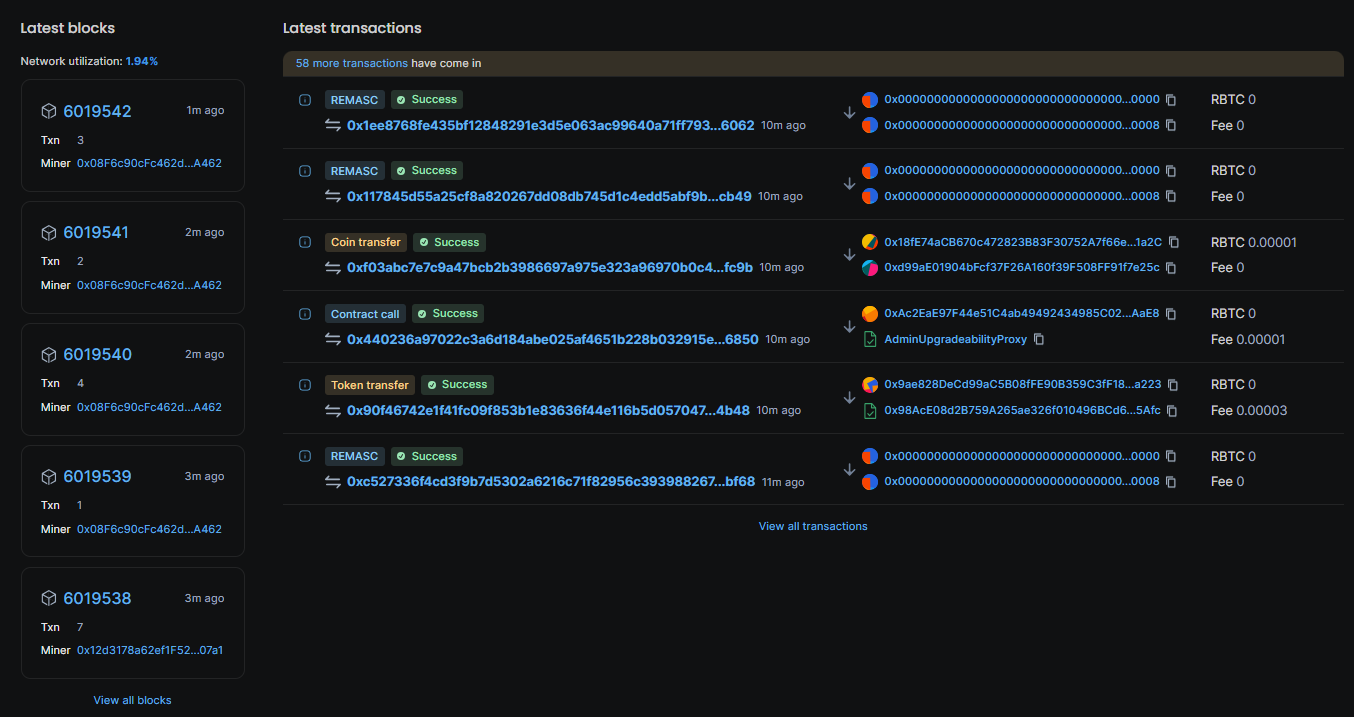 Latest blocks
Network utilization: 1.94%
6019542 1m ago
Txn 3
Miner 0x08F6c90cFc462d...A462
6019541 2m ago
Txn 2
Miner 0x08F6c90cFc462d...A462
6019540 2m ago
Txn 4
Miner 0x08F6c90cFc462d...A462
6019539 3m ago
Txn 1
Miner 0x08F6c90cFc462d...A462
6019538 3m ago
Txn 7
Miner 0x12d3178a62ef1F52...07a1
View all blocks
Latest transactions
58 more transactions have come in
REMASC Success 0x00000000000000000000000000000000...0000 RBTC 0
0x1ee8768fe435bf12848291e3d5e063ac99640a71ff793...6062 10m ago 0x00000000000000000000000000000000...0008 Fee 0
REMASC Success 0x00000000000000000000000000000000...0000 RBTC 0
0x117845d55a25cf8a820267dd08db745d1c4edd5abf9b...cb49 10m ago 0x00000000000000000000000000000000...0008 Fee 0
Coin transfer Success 0x18fE74aCB670c472823B83F30752A7f66e...1a2C RBTC 0.00001
0xf03abc7e7c9a47bcb2b3986697a975e323a96970b0c4...fc9b 10m ago 0xd99aE01904bFcf37F26A160f39F508FF91f7e25c Fee 0
Contract call Success 0xAc2EaE97F44e51C4ab49492434985C02...AaE8 RBTC 0
0x440236a97022c3a6d184abe025af4651b228b032915e...6850 10m ago AdminUpgradeabilityProxy Fee 0.00001
Token transfer Success 0x9ae828DeCd99aC5B08fFE90B359C3fF18...a223 RBTC 0
0x90f46742e1f41fc09f853b1e83636f44e116b5d057047...4b48 10m ago 0x98AcE08d2B759A265ae326f010496BCd6...5Afc Fee 0.00003
REMASC Success 0x00000000000000000000000000000000...0000 RBTC 0
0xc527336f4cd3f9b7d5302a6216c71f82956c393988267...bf68 11m ago 0x00000000000000000000000000000000...0008 Fee 0
View all transactions